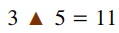 3 ▲ 5 = 11